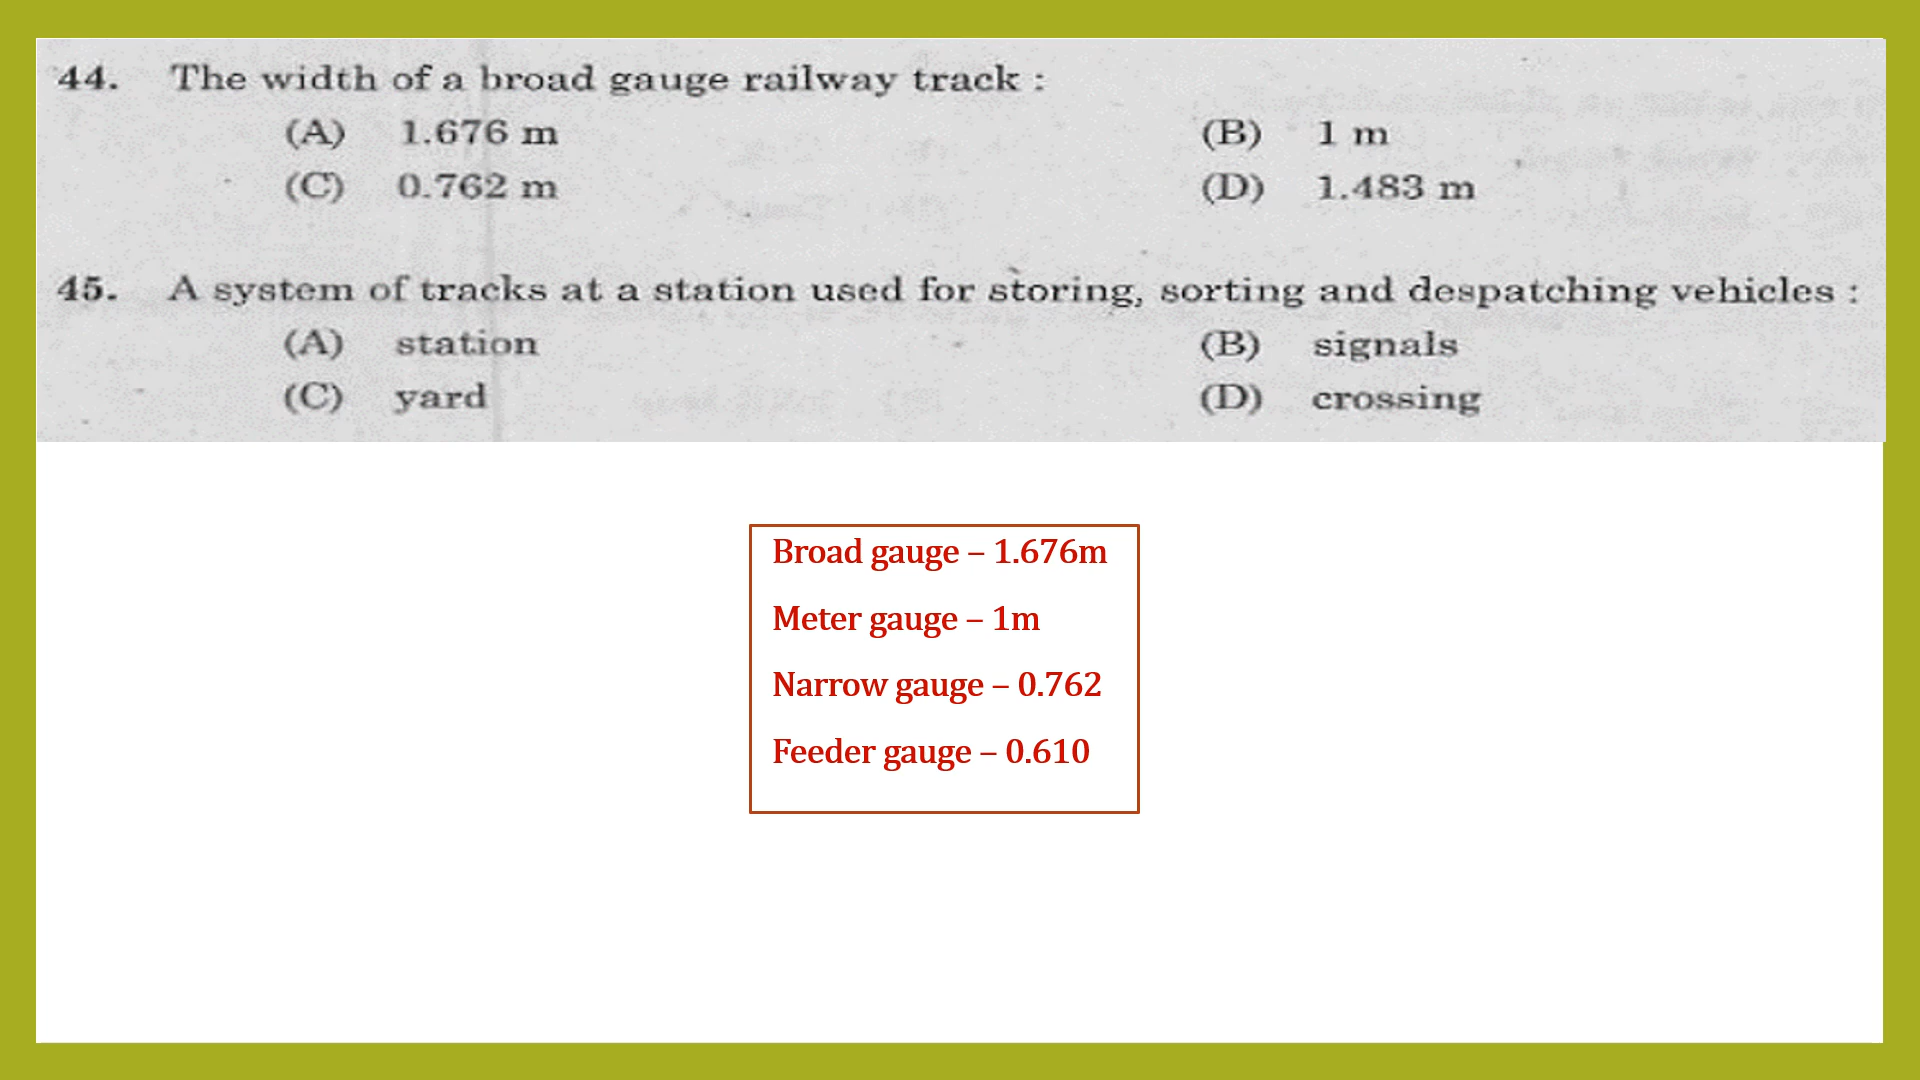 44. The width of a broad gauge railway track :
(A) 1.676 m (B) 1 m
(C) 0.762 m (D) 1.483 m
45. A system of tracks at a station used for storing, sorting and despatching vehicles :
(A) station (B) signals
(C) yard (D) crossing
Broad gauge – 1.676m
Meter gauge – 1m
Narrow gauge – 0.762
Feeder gauge – 0.610